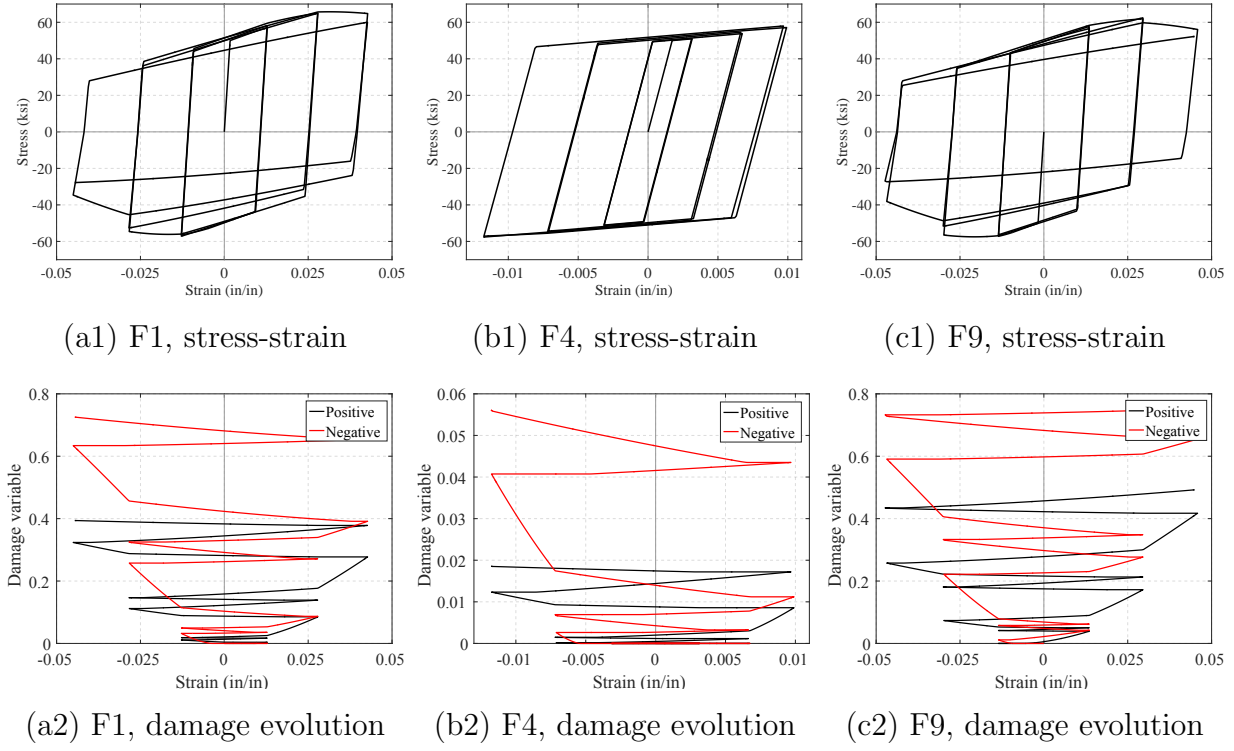 60
40
20
0
-20
-40
-60
Stress (ksi)
-0.05
-0.025
0
0.025
0.05
Strain (in/in)
(a1) F1, stress-strain
60
40
20
0
-20
-40
-60
Stress (ksi)
-0.01
-0.005
0
0.005
0.01
Strain (in/in)
(b1) F4, stress-strain
60
40
20
0
-20
-40
-60
Stress (ksi)
-0.05
-0.025
0
0.025
0.05
Strain (in/in)
(c1) F9, stress-strain
0.8
0.6
0.4
0.2
0
Damage variable
Positive
Negative
-0.05
-0.025
0
0.025
0.05
Strain (in/in)
(a2) F1, damage evolution
0.06
0.05
0.04
0.03
0.02
0.01
0
Damage variable
Positive
Negative
-0.01
-0.005
0
0.005
0.01
Strain (in/in)
(b2) F4, damage evolution
0.8
0.6
0.4
0.2
0
Damage variable
Positive
Negative
-0.05
-0.025
0
0.025
0.05
Strain (in/in)
(c2) F9, damage evolution